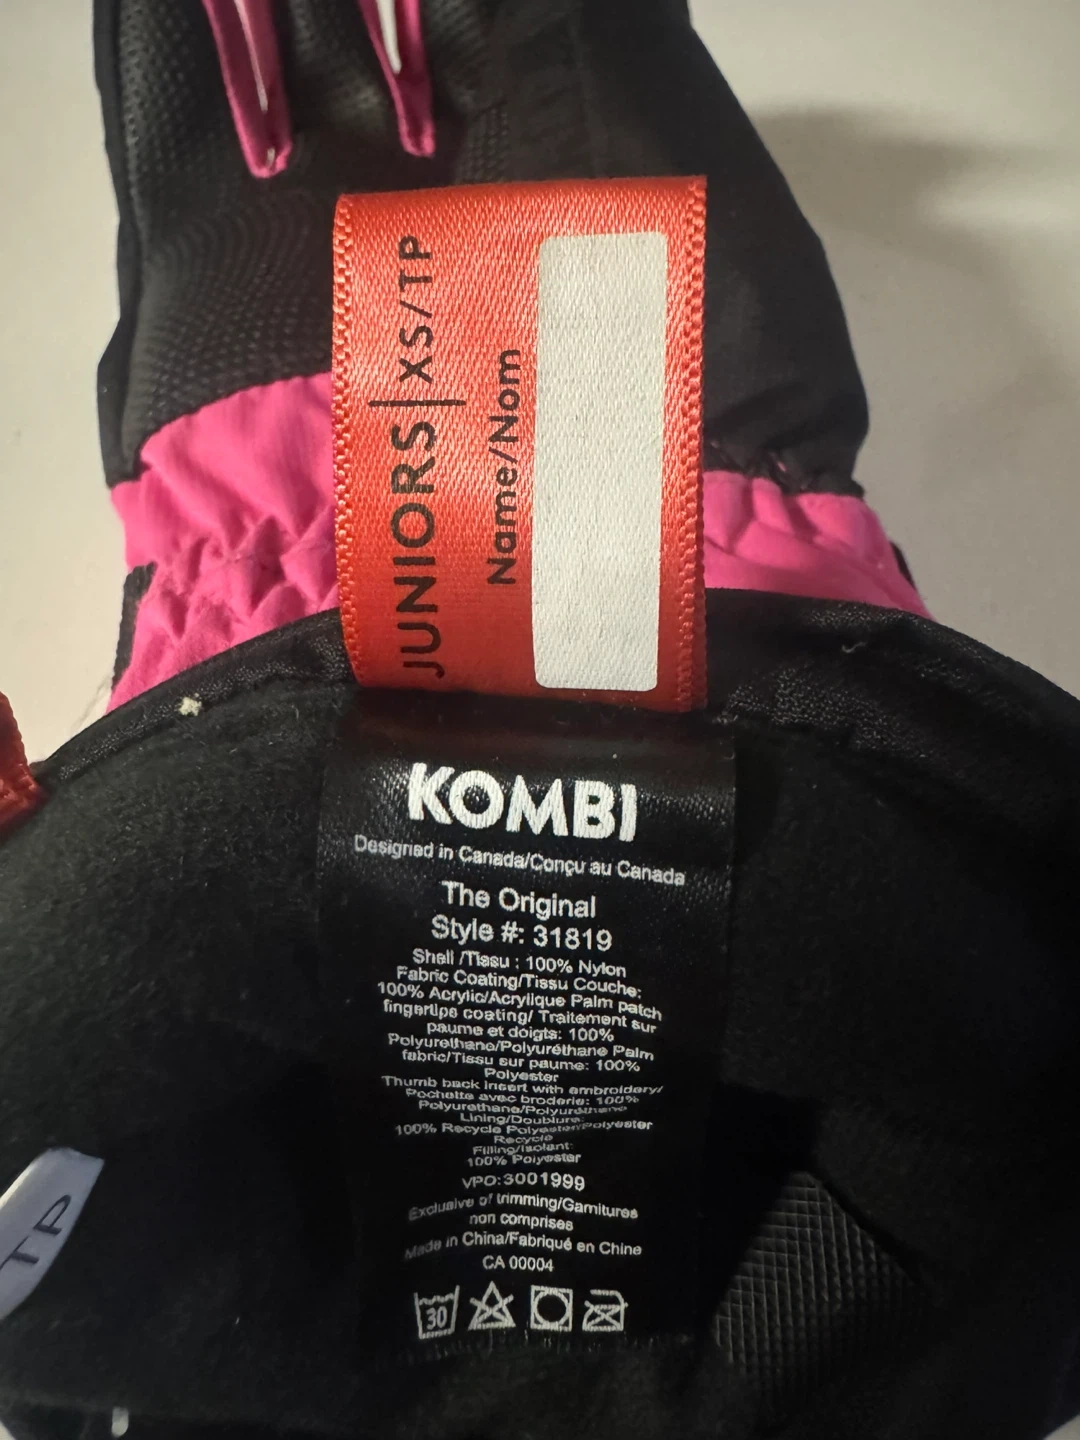 JUNIORS | XS/TP
Name/Nom
KOMBI
Designed in Canada/Conçu au Canada
The Original
Style #: 31819
Shell /Tissu : 100% Nylon
Fabric Coating/Tissu Couche:
100% Acrylic/Acrylique Palm patch
fingertips coating/ Traitement sur
paume et doigts: 100%
Polyurethane/Polyuréthane Palm
fabric/Tissu sur paume: 100%
Polyester
Thumb back insert with embroidery/
Pochette avec broderie: 100%
Polyurethane/Polyuréthane
Lining/Doublure:
100% Recycle Polyester/Polyester
Recycle
Filling/Isolant:
100% Polyester
VPO:3001999
Exclusive of trimming/Garnitures
non comprises
Made in China/Fabriqué en Chine
CA 00004
30
TP